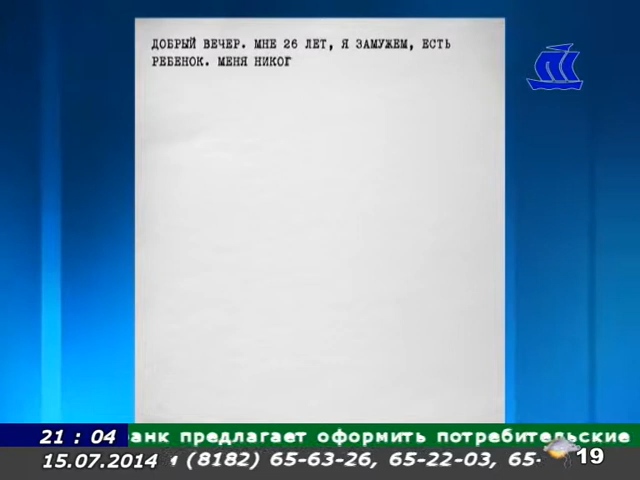 ДОБРЫЙ ВЕЧЕР. МНЕ 26 ЛЕТ, Я ЗАМУЖЕМ, ЕСТЬ
РЕБЕНОК. МЕНЯ НИКОГ
21 : 04
предлагает оформить потребительские
15.07.2014
(8182) 65-63-26, 65-22-03, 65-
19